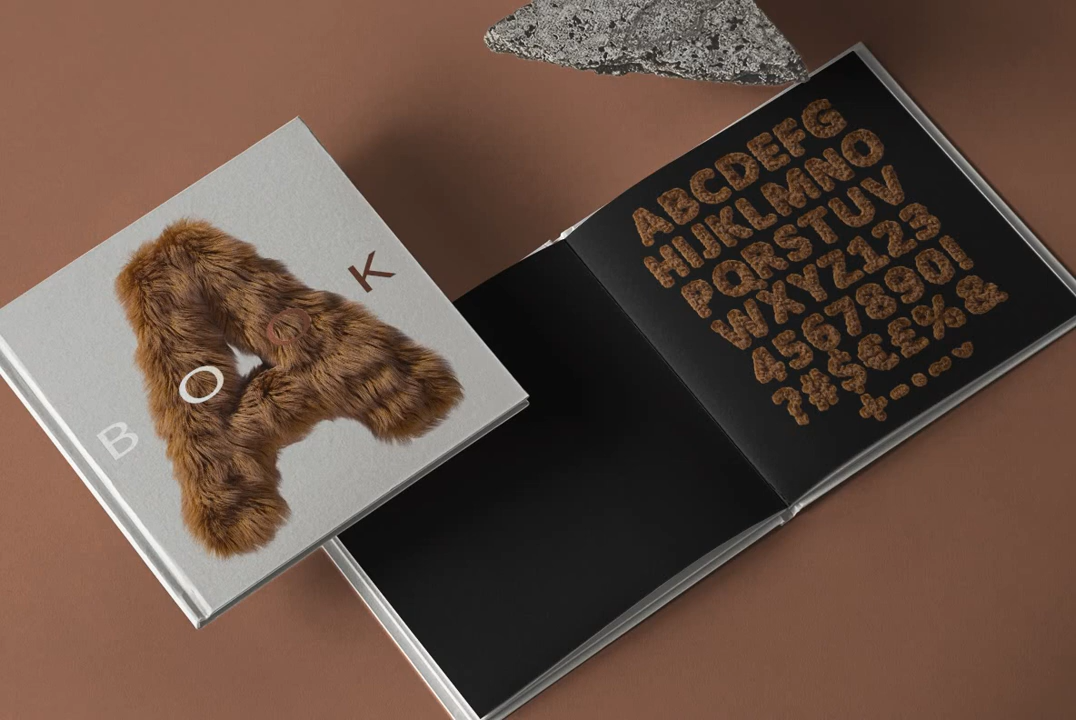 A
BOOK
ABCDEFG
HIJKLMNO
PQRSTUV
WXYZ123
4567890!
?#$€£%&